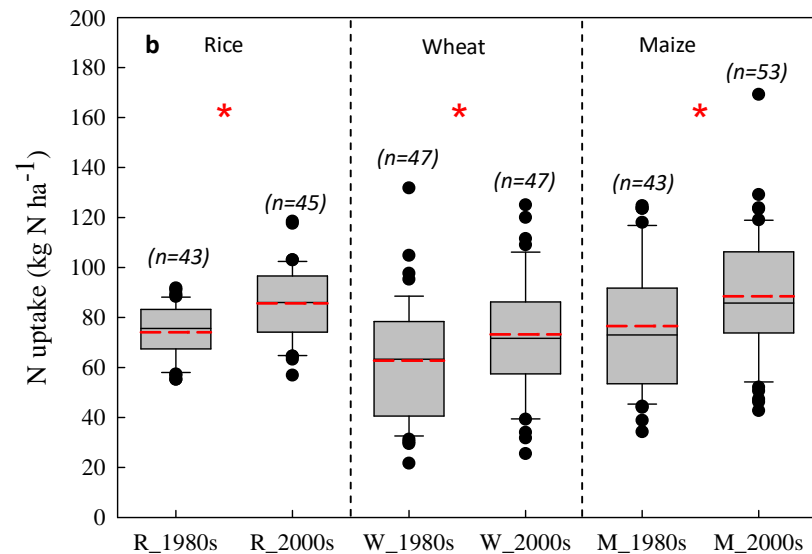 200
180
160
140
120
100
80
60
40
20
0
N uptake (kg N ha⁻¹)
b Rice Wheat Maize
* * *
(n=43)
(n=45)
(n=47)
(n=47)
(n=43)
(n=53)
R_1980s R_2000s W_1980s W_2000s M_1980s M_2000s